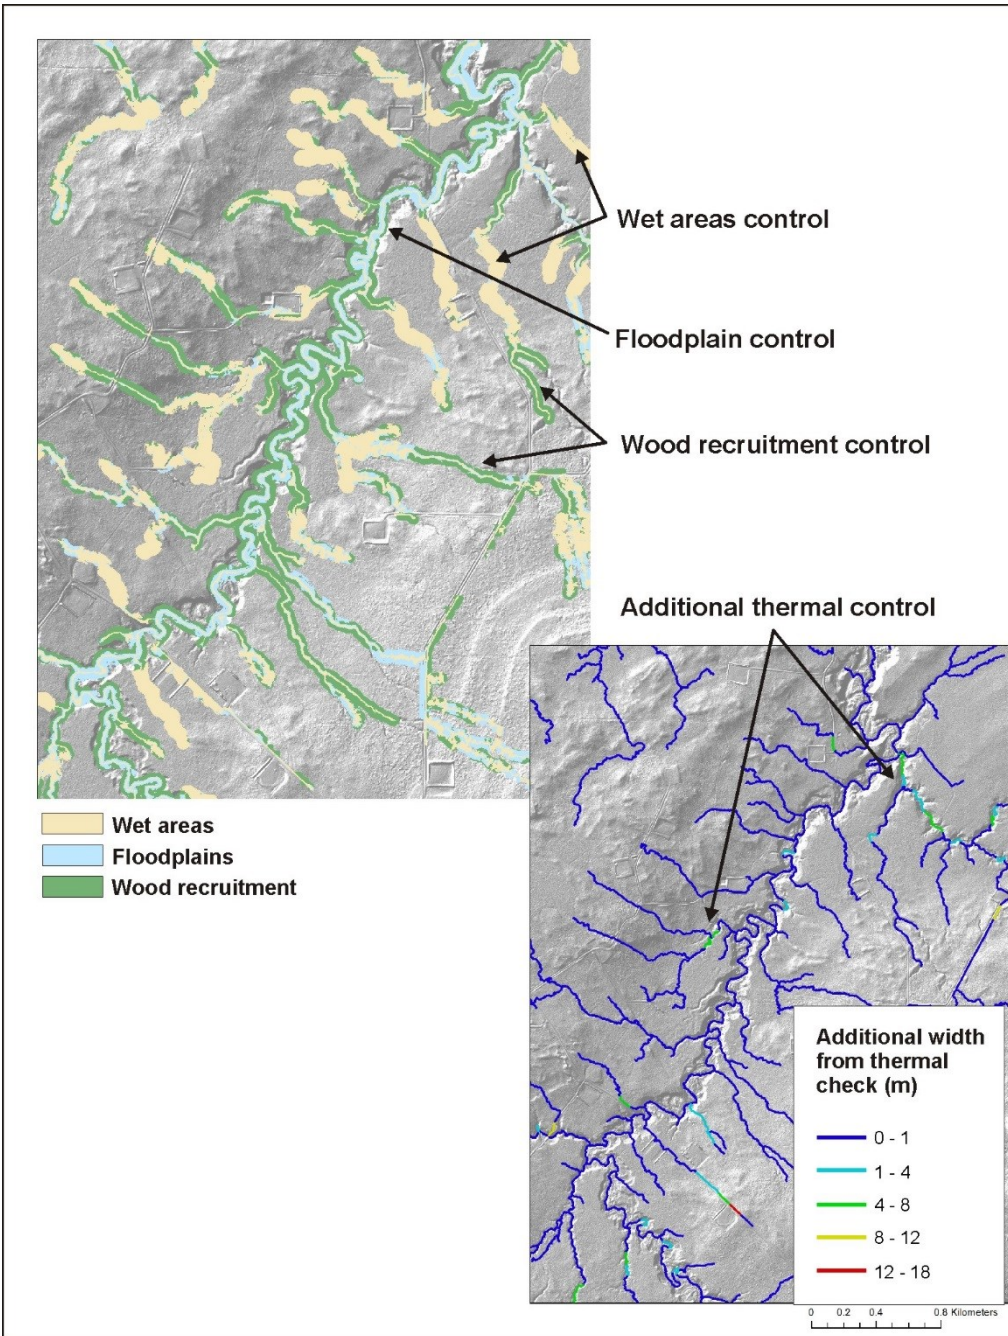 Wet areas control
Floodplain control
Wood recruitment control
Additional thermal control
Wet areas
Floodplains
Wood recruitment
Additional width
from thermal
check (m)
0 - 1
1 - 4
4 - 8
8 - 12
12 - 18
0 0.2 0.4 0.8 Kilometers